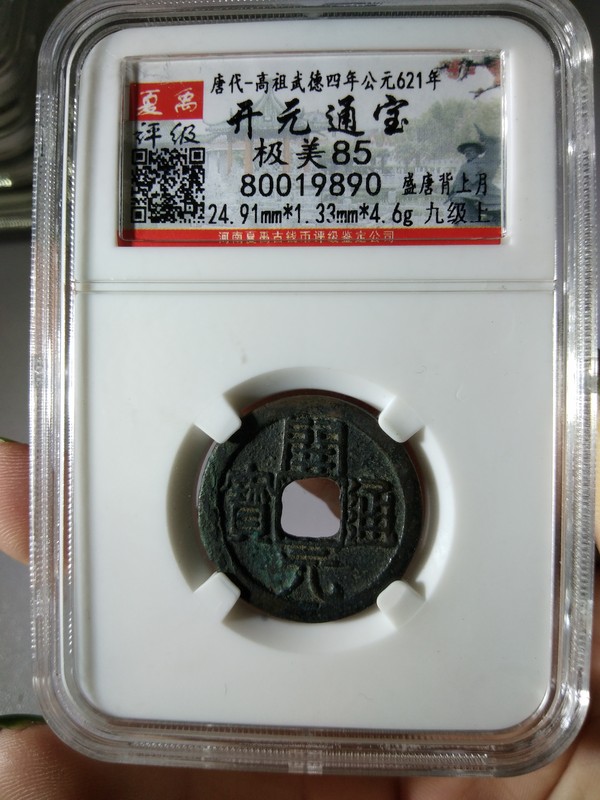 唐代-高祖武德四年公元621年
夏禹
评级
开元通宝
极美85
80019890 盛唐背上月
24.91mm*1.33mm*4.6g 九级上
河南夏禹古钱币评级鉴定公司
開元通寶